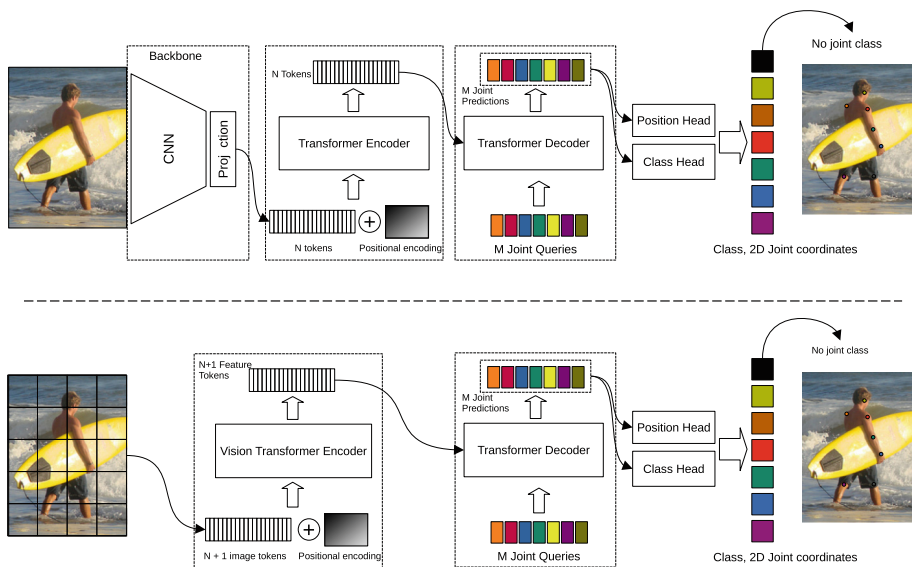 Backbone
No joint class
N Tokens
M Joint
Predictions
CNN
Proj ction
Transformer Encoder
Transformer Decoder
Position Head
Class Head
N tokens
Positional encoding
M Joint Queries
Class, 2D Joint coordinates
No joint class
N+1 Feature
Tokens
M Joint
Predictions
Vision Transformer Encoder
Transformer Decoder
Position Head
Class Head
N + 1 image tokens
Positional encoding
M Joint Queries
Class, 2D Joint coordinates